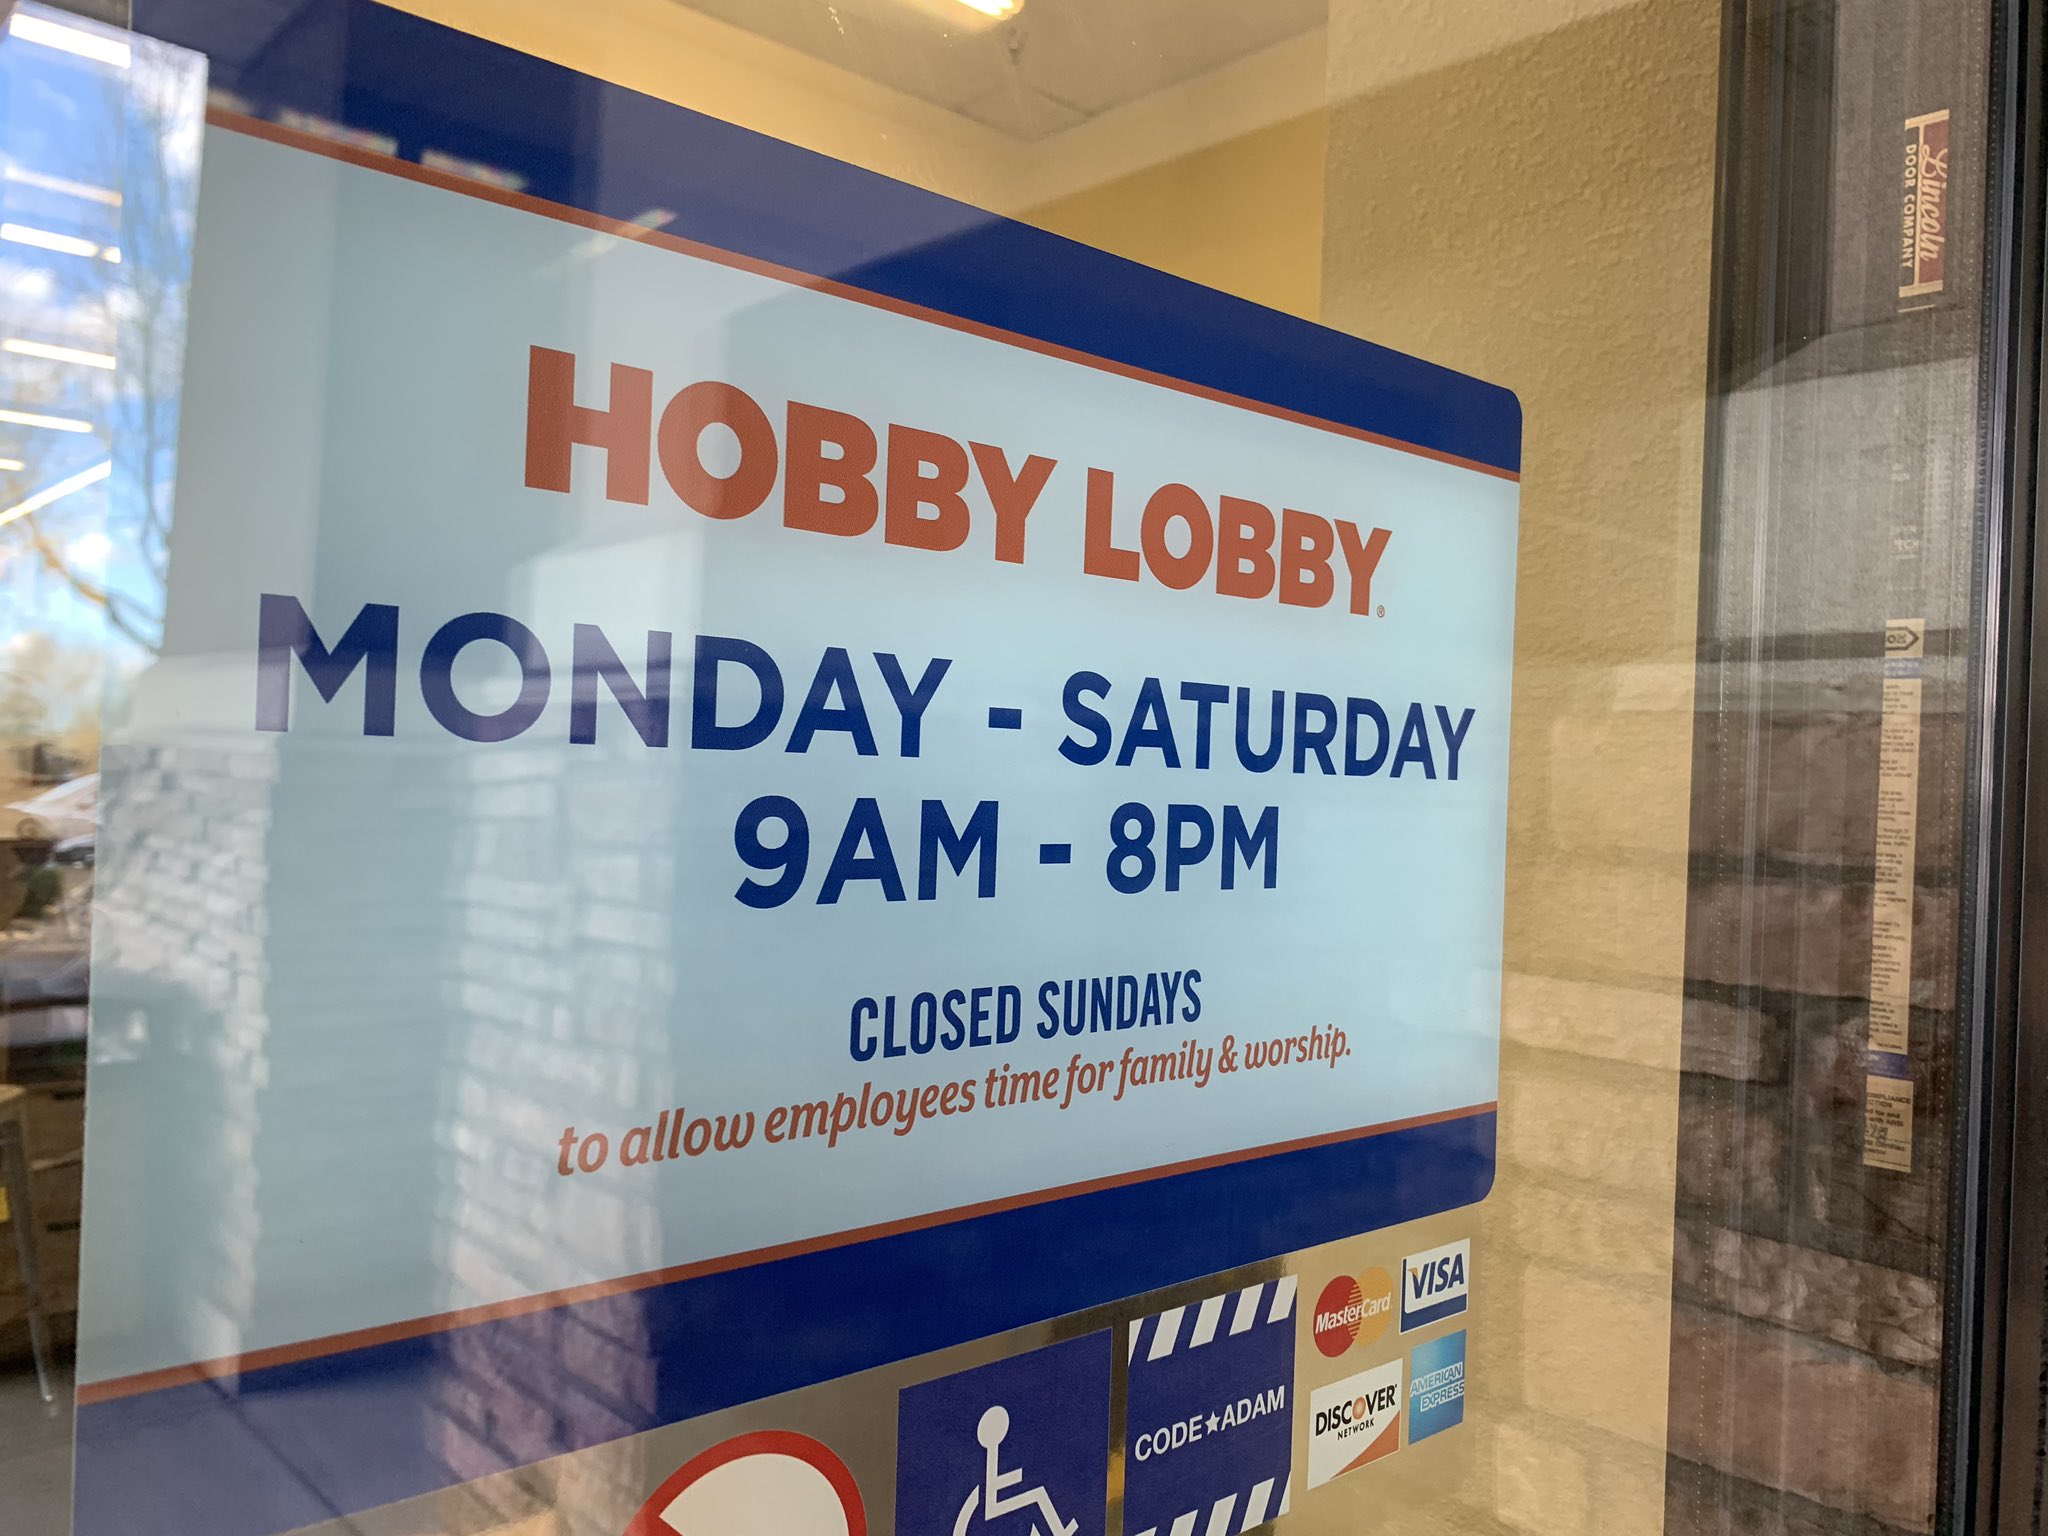 HOBBY LOBBY®
MONDAY - SATURDAY
9AM - 8PM
CLOSED SUNDAYS
to allow employees time for family & worship.
CODE★ADAM
MasterCard
VISA
DISCOVER
NETWORK
AMERICAN
EXPRESS
Lincoln
DOOR COMPANY